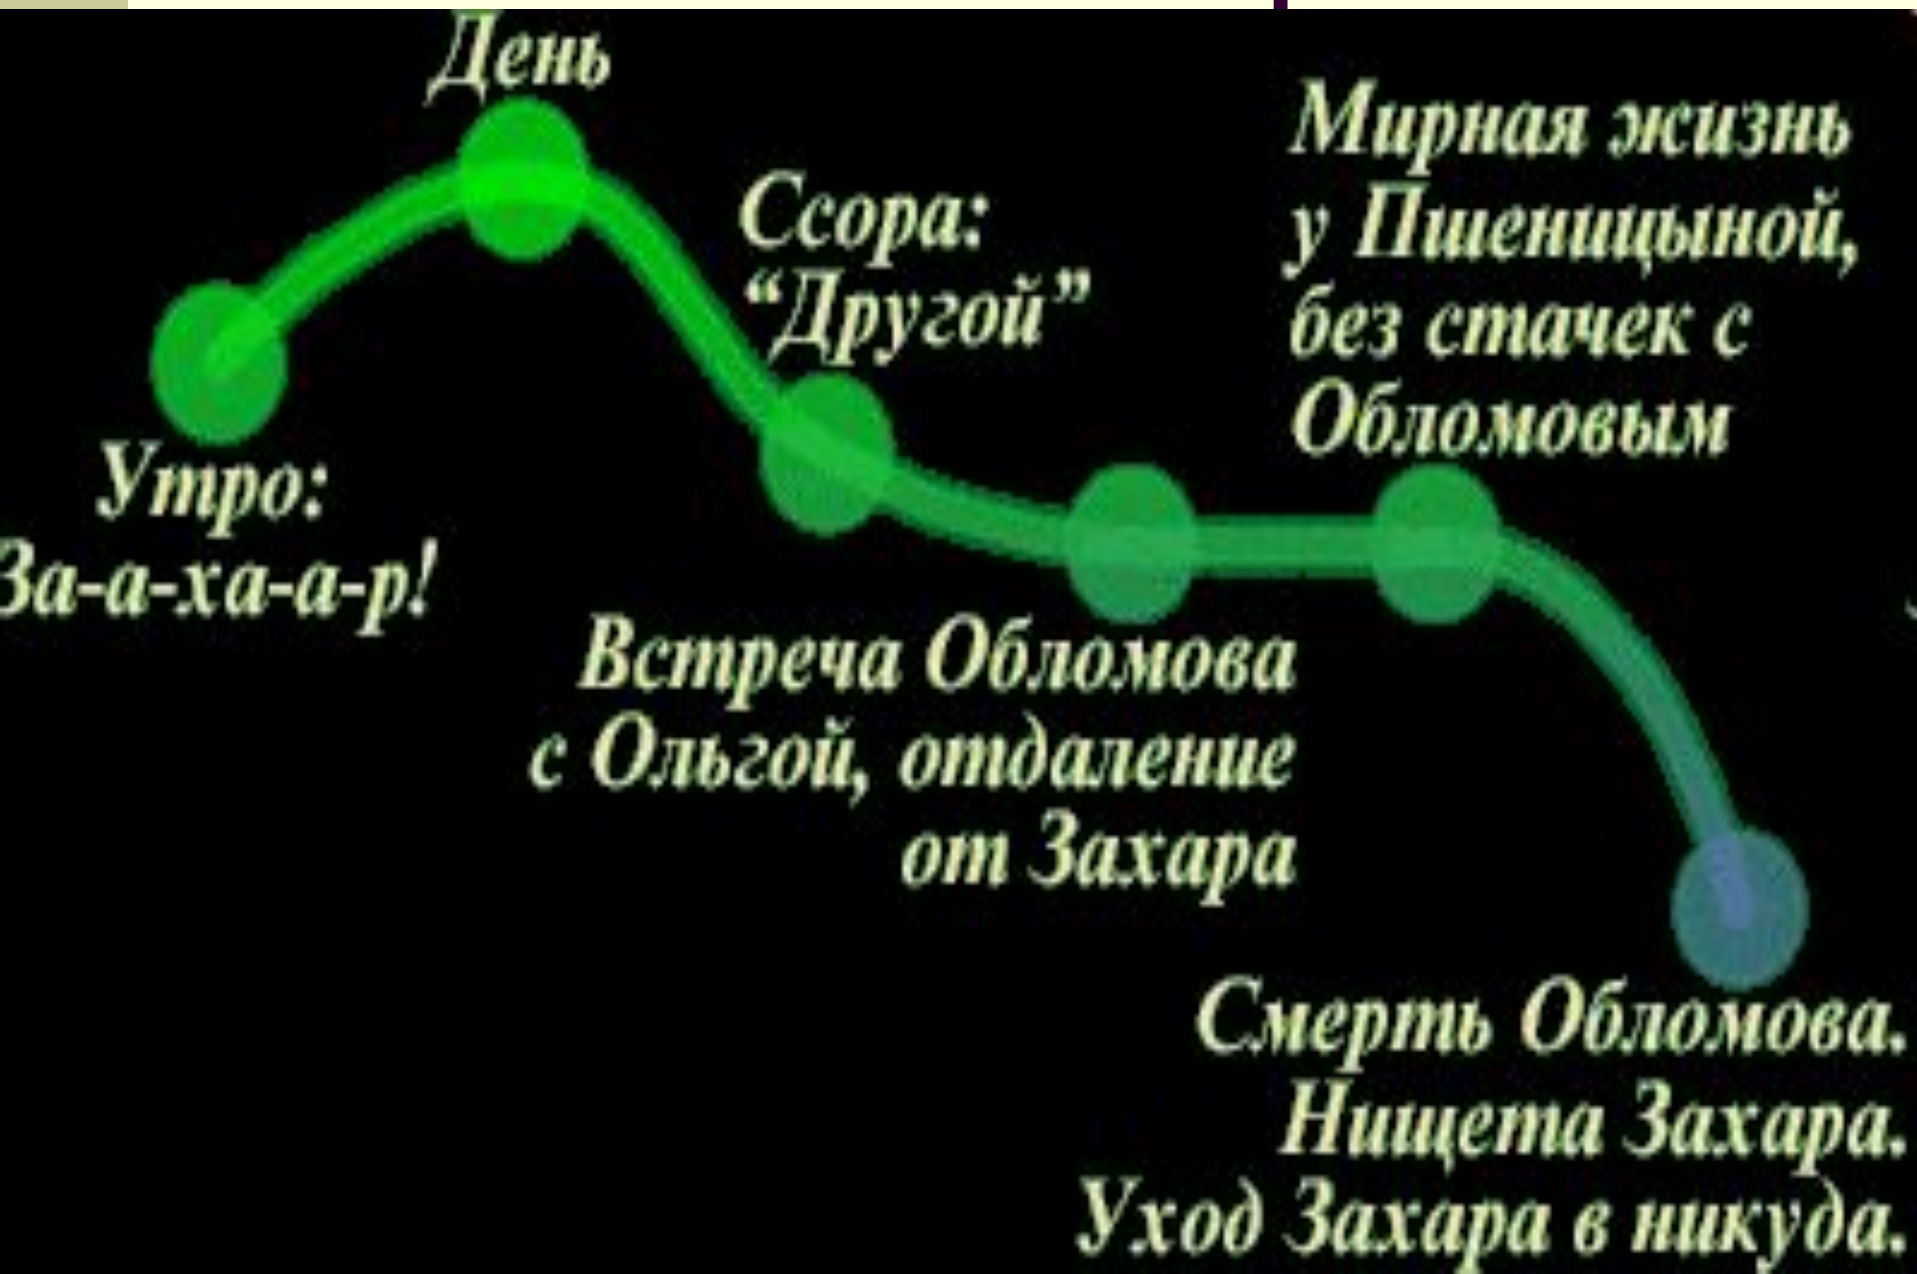 День
Ссора:
“Другой”
Мирная жизнь
у Пшеницыной,
без стачек с
Обломовым
Утро:
За-а-ха-а-р!
Встреча Обломова
с Ольгой, отдаление
от Захара
Смерть Обломова.
Нищета Захара.
Уход Захара в никуда.